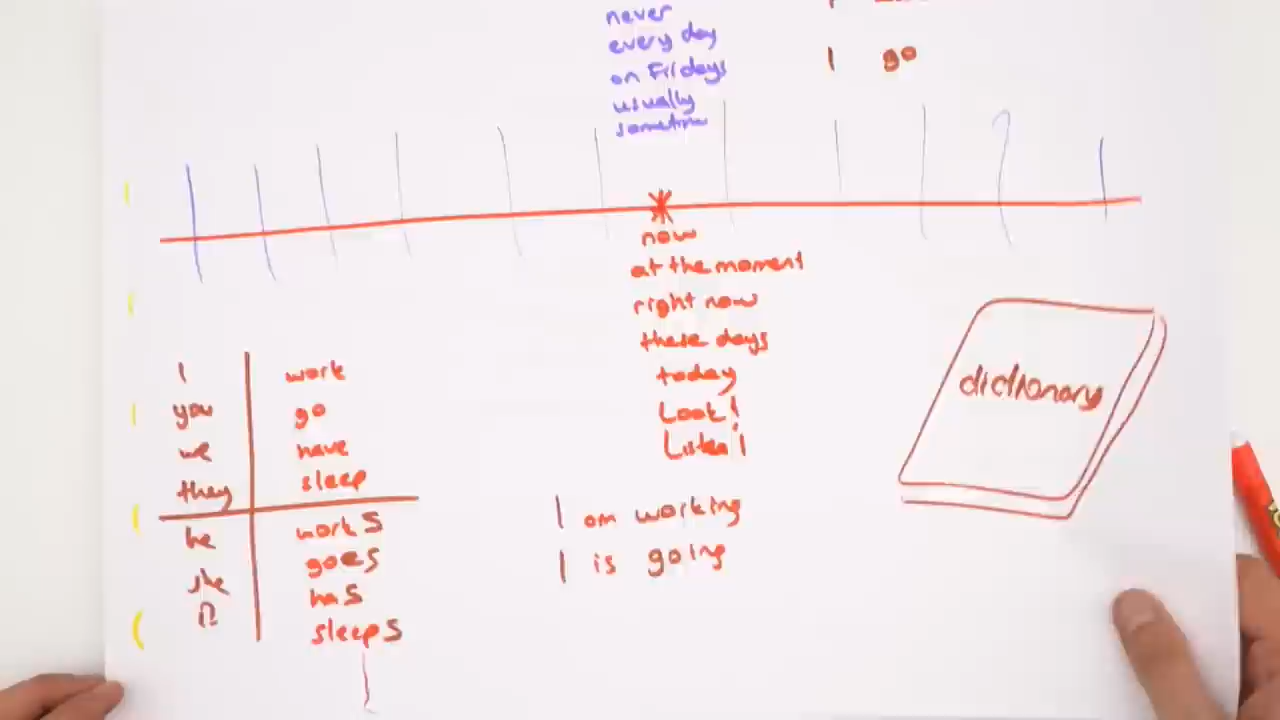 never
every day
on Fridays
usually
sometimes
I go
now
at the moment
right now
these days
today
Look!
Listen!
dictionary
I work
you go
we have
they sleep
he works
she goes
it has
sleeps
I am working
I is going